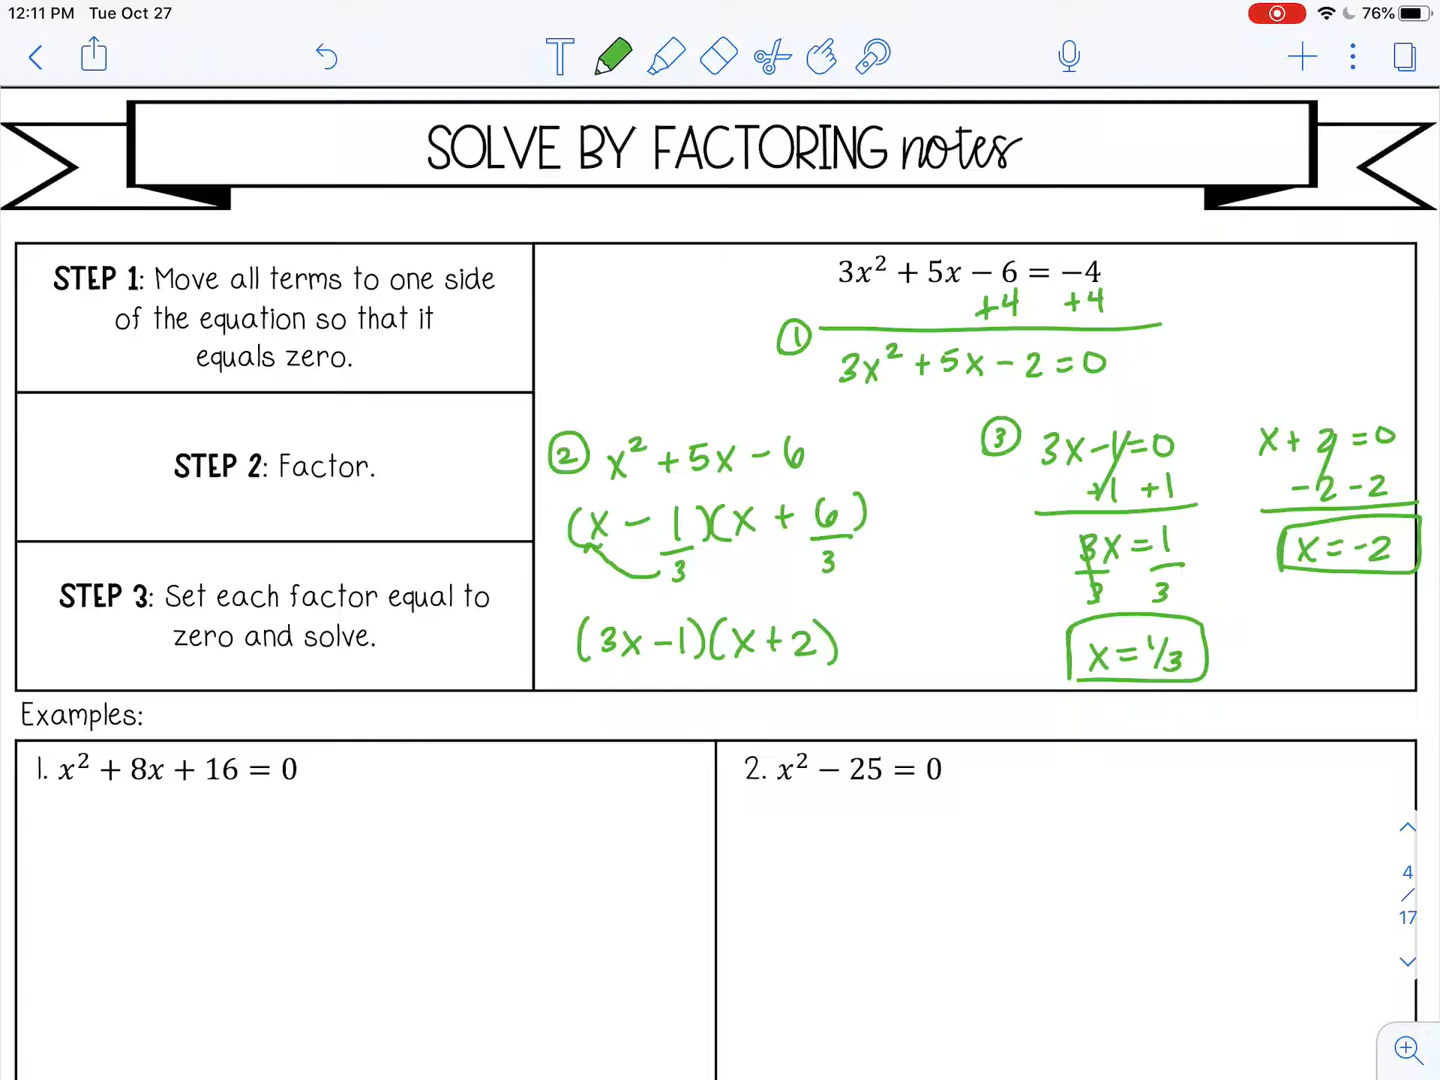 12:11 PM Tue Oct 27 76%
T
SOLVE BY FACTORING notes
STEP 1: Move all terms to one side
of the equation so that it
equals zero.
STEP 2: Factor.
STEP 3: Set each factor equal to
zero and solve.
3x² + 5x − 6 = −4
+4 +4
① 3x² + 5x − 2 = 0
② x² + 5x − 6
(x − 1/3)(x + 6/3)
(3x − 1)(x + 2)
③ 3x − 1 = 0
+1 +1
3x/3 = 1/3
x = 1/3
x + 2 = 0
−2 −2
x = −2
Examples:
1. x² + 8x + 16 = 0
2. x² − 25 = 0
4
/
17